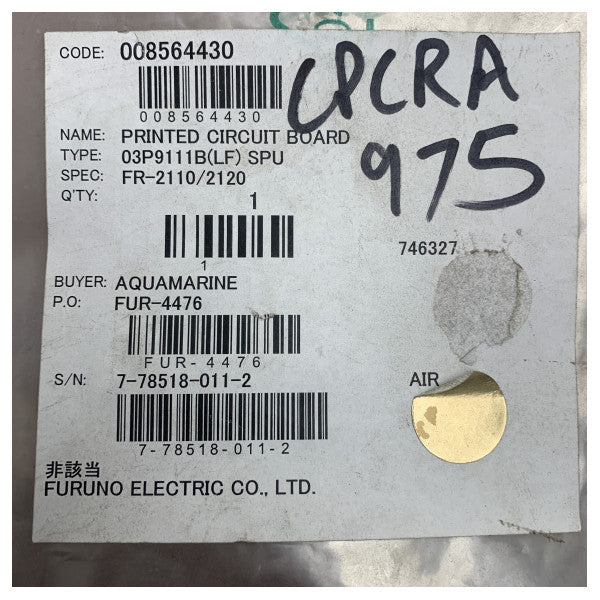 CODE: 008564430
008564430
CPCRA
975
NAME: PRINTED CIRCUIT BOARD
TYPE: 03P9111B(LF) SPU
SPEC: FR-2110/2120
Q'TY: 1
1
746327
BUYER: AQUAMARINE
P.O: FUR-4476
FUR-4476
S/N: 7-78518-011-2
AIR
7-78518-011-2
非該当
FURUNO ELECTRIC CO., LTD.